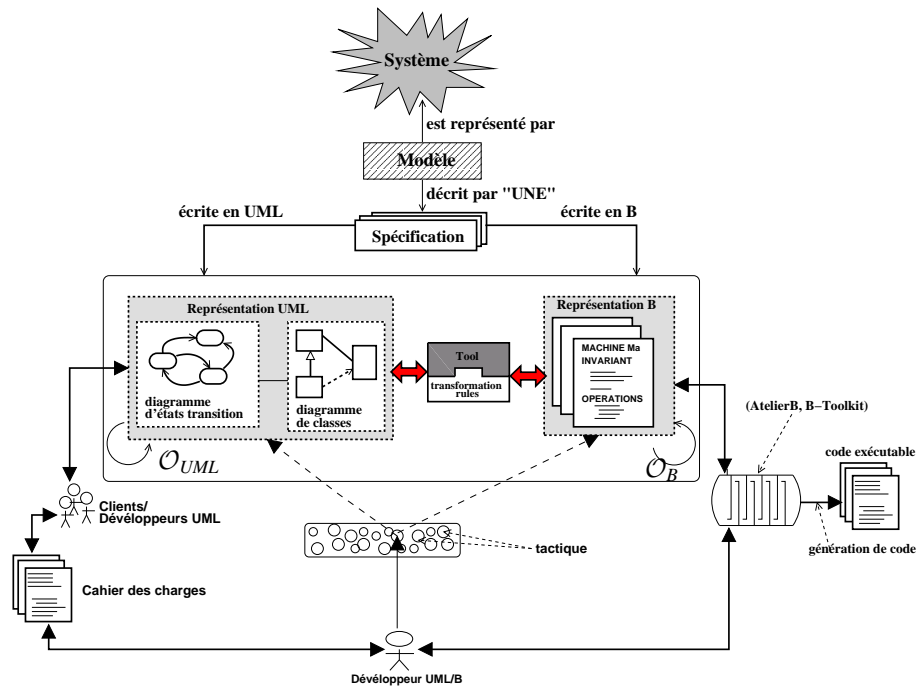 Système
est représenté par
Modèle
décrit par "UNE"
écrite en UML
écrite en B
Spécification
Représentation UML
Représentation B
MACHINE Ma
INVARIANT
OPERATIONS
Tool
transformation
rules
diagramme
d'états transition
diagramme
de classes
O_UML
O_B
(AtelierB, B−Toolkit)
code exécutable
génération de code
Clients/
Dévéloppeurs UML
tactique
Cahier des charges
Dévéloppeur UML/B